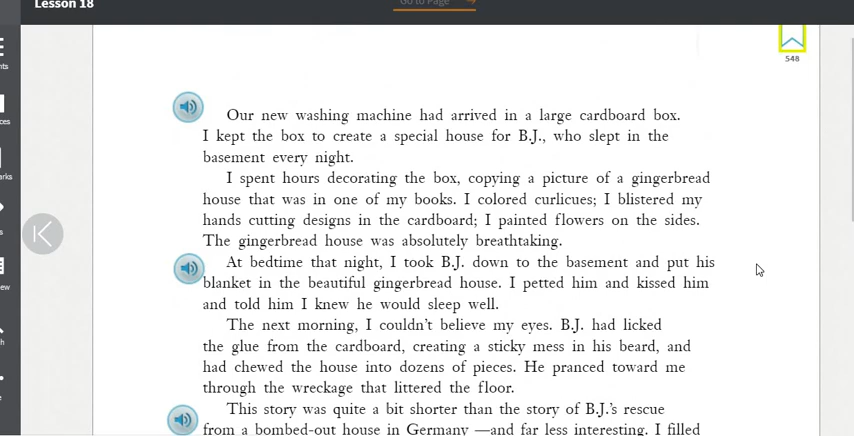 Lesson 18
Go to Page
548
Our new washing machine had arrived in a large cardboard box.
I kept the box to create a special house for B.J., who slept in the
basement every night.
I spent hours decorating the box, copying a picture of a gingerbread
house that was in one of my books. I colored curlicues; I blistered my
hands cutting designs in the cardboard; I painted flowers on the sides.
The gingerbread house was absolutely breathtaking.
At bedtime that night, I took B.J. down to the basement and put his
blanket in the beautiful gingerbread house. I petted him and kissed him
and told him I knew he would sleep well.
The next morning, I couldn't believe my eyes. B.J. had licked
the glue from the cardboard, creating a sticky mess in his beard, and
had chewed the house into dozens of pieces. He pranced toward me
through the wreckage that littered the floor.
This story was quite a bit shorter than the story of B.J.'s rescue
from a bombed-out house in Germany —and far less interesting. I filled